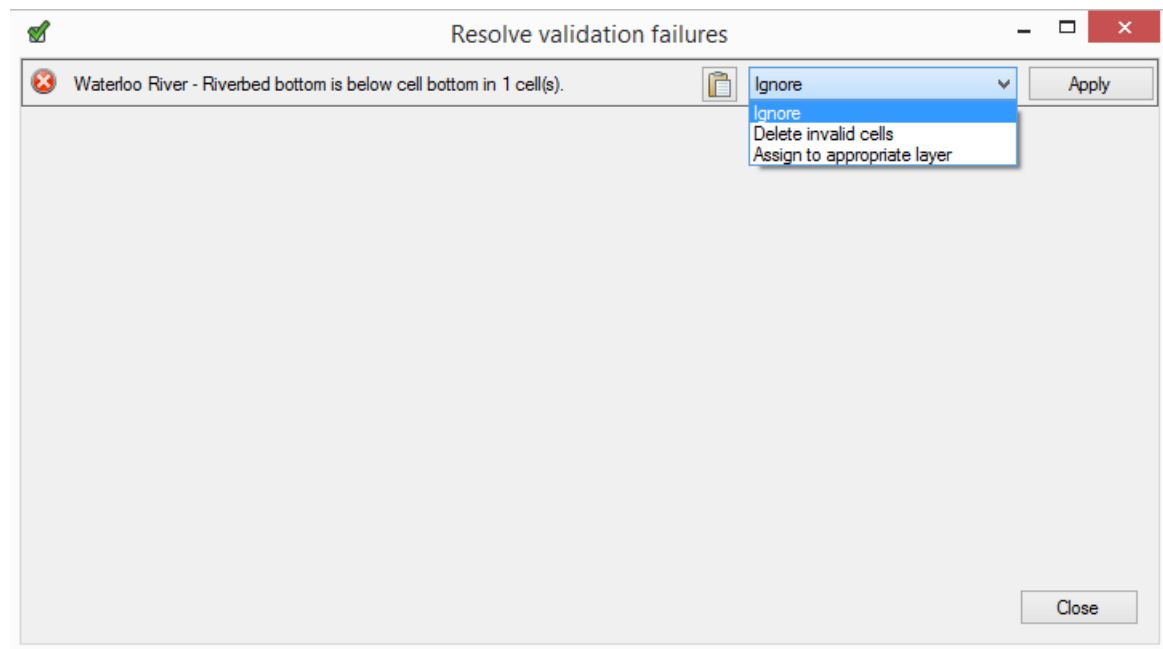 Resolve validation failures
Waterloo River - Riverbed bottom is below cell bottom in 1 cell(s).
Ignore
Apply
Ignore
Delete invalid cells
Assign to appropriate layer
Close